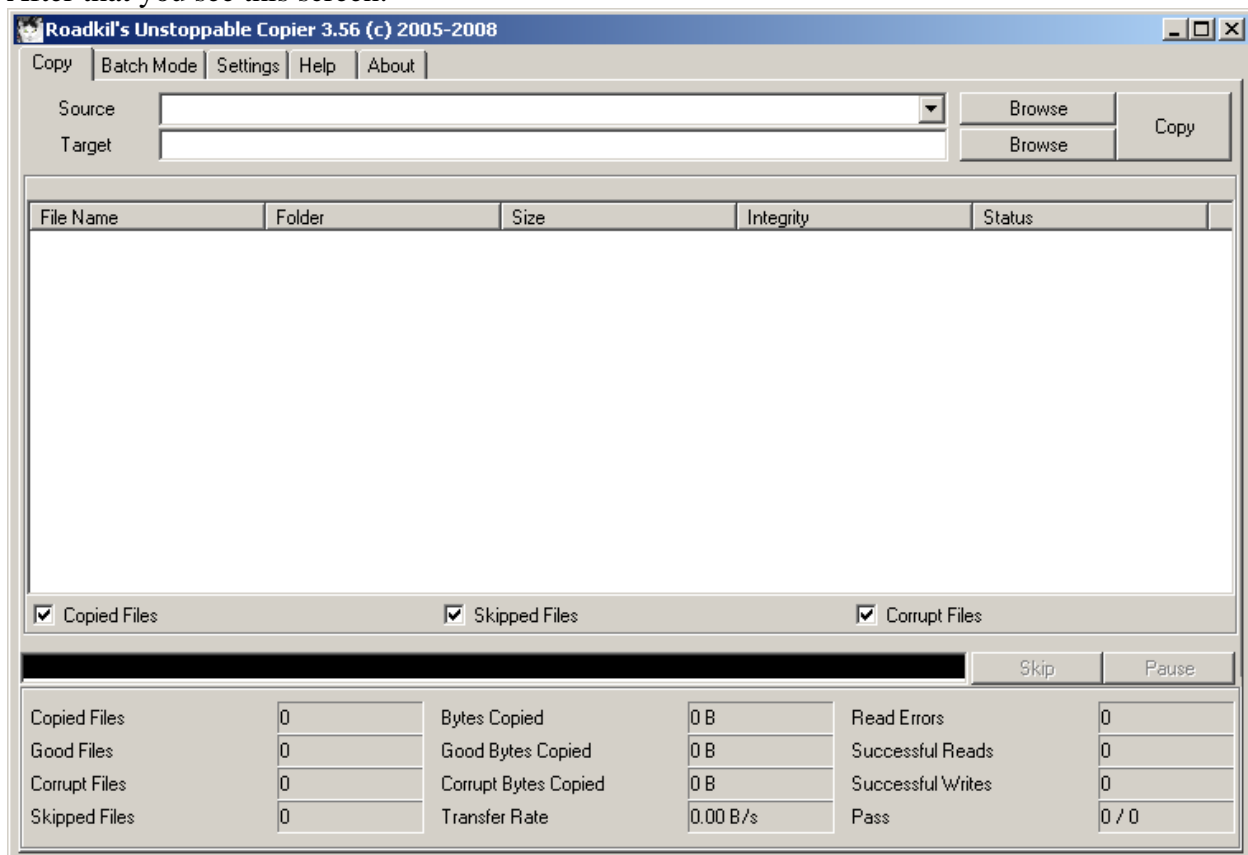 After that you see this screen:
Roadkil's Unstoppable Copier 3.56 (c) 2005-2008
Copy Batch Mode Settings Help About
Source Browse Copy
Target Browse
File Name Folder Size Integrity Status
Copied Files Skipped Files Corrupt Files
Skip Pause
Copied Files 0 Bytes Copied 0 B Read Errors 0
Good Files 0 Good Bytes Copied 0 B Successful Reads 0
Corrupt Files 0 Corrupt Bytes Copied 0 B Successful Writes 0
Skipped Files 0 Transfer Rate 0.00 B/s Pass 0 / 0